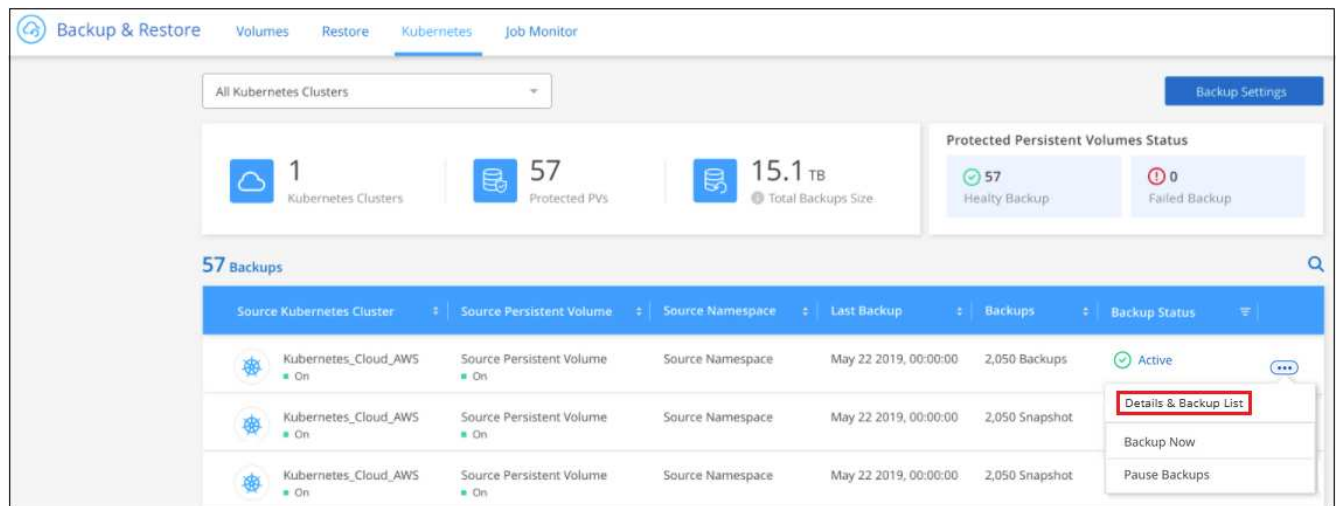 Backup & Restore Volumes Restore Kubernetes Job Monitor
All Kubernetes Clusters
Backup Settings
1
Kubernetes Clusters
57
Protected PVs
15.1 TB
Total Backups Size
Protected Persistent Volumes Status
57
Healty Backup
0
Failed Backup
57 Backups
Source Kubernetes Cluster Source Persistent Volume Source Namespace Last Backup Backups Backup Status
Kubernetes_Cloud_AWS Source Persistent Volume Source Namespace May 22 2019, 00:00:00 2,050 Backups Active
On On
Details & Backup List
Kubernetes_Cloud_AWS Source Persistent Volume Source Namespace May 22 2019, 00:00:00 2,050 Snapshot
On On
Backup Now
Kubernetes_Cloud_AWS Source Persistent Volume Source Namespace May 22 2019, 00:00:00 2,050 Snapshot
On On
Pause Backups